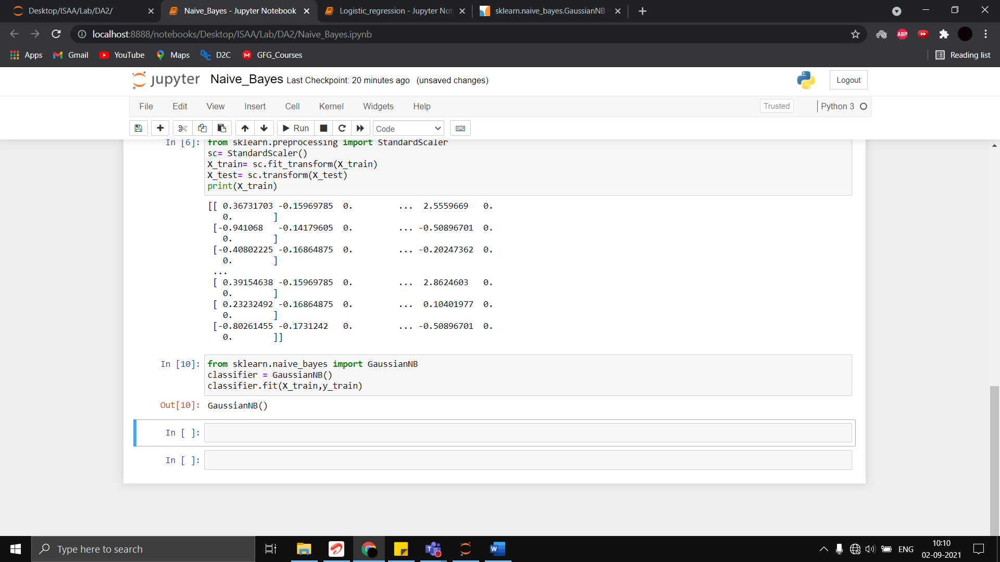 Desktop/ISAA/Lab/DA2/
Naive_Bayes - Jupyter Notebook
Logistic_regression - Jupyter Not
sklearn.naive_bayes.GaussianNB
localhost:8888/notebooks/Desktop/ISAA/Lab/DA2/Naive_Bayes.ipynb
ABP
Apps Gmail YouTube Maps D2C GFG_Courses Reading list
jupyter Naive_Bayes Last Checkpoint: 20 minutes ago (unsaved changes) Logout
File Edit View Insert Cell Kernel Widgets Help Trusted Python 3
Run Code
In [6]: from sklearn.preprocessing import StandardScaler
sc= StandardScaler()
X_train= sc.fit_transform(X_train)
X_test= sc.transform(X_test)
print(X_train)
[[ 0.36731703 -0.15969785 0. ... 2.5559669 0.
0. ]
[-0.941068 -0.14179605 0. ... -0.50896701 0.
0. ]
[-0.40802225 -0.16864875 0. ... -0.20247362 0.
0. ]
...
[ 0.39154638 -0.15969785 0. ... 2.8624603 0.
0. ]
[ 0.23232492 -0.16864875 0. ... 0.10401977 0.
0. ]
[-0.80261455 -0.1731242 0. ... -0.50896701 0.
0. ]]
In [10]: from sklearn.naive_bayes import GaussianNB
classifier = GaussianNB()
classifier.fit(X_train,y_train)
Out[10]: GaussianNB()
In [ ]:
In [ ]:
Type here to search
ENG
10:10
02-09-2021